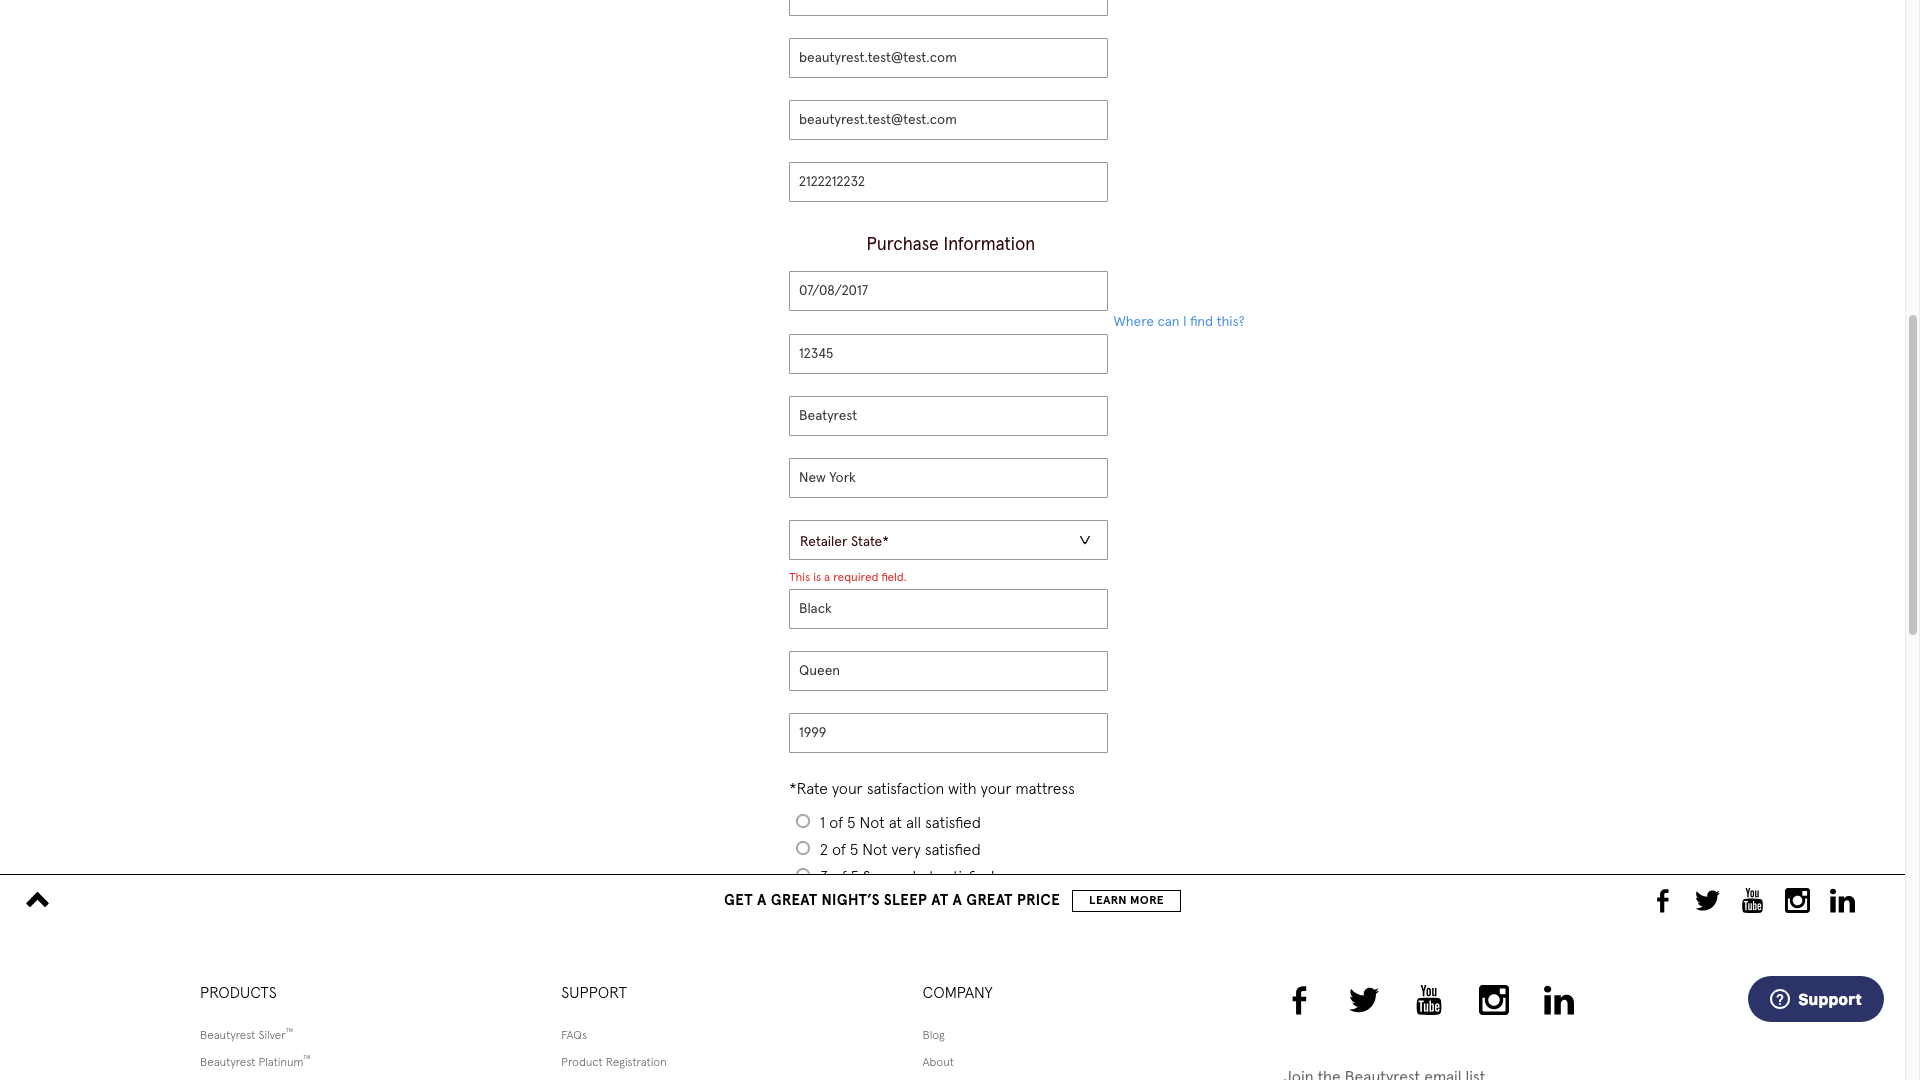 beautyrest.test@test.com
beautyrest.test@test.com
2122212232
Purchase Information
07/08/2017
Where can I find this?
12345
Beatyrest
New York
Retailer State*
This is a required field.
Black
Queen
1999
*Rate your satisfaction with your mattress
1 of 5 Not at all satisfied
2 of 5 Not very satisfied
GET A GREAT NIGHT’S SLEEP AT A GREAT PRICE LEARN MORE
You Tube
PRODUCTS SUPPORT COMPANY
You Tube
Support
Beautyrest Silver™ FAQs Blog
Beautyrest Platinum™ Product Registration About
Join the Beautyrest email list